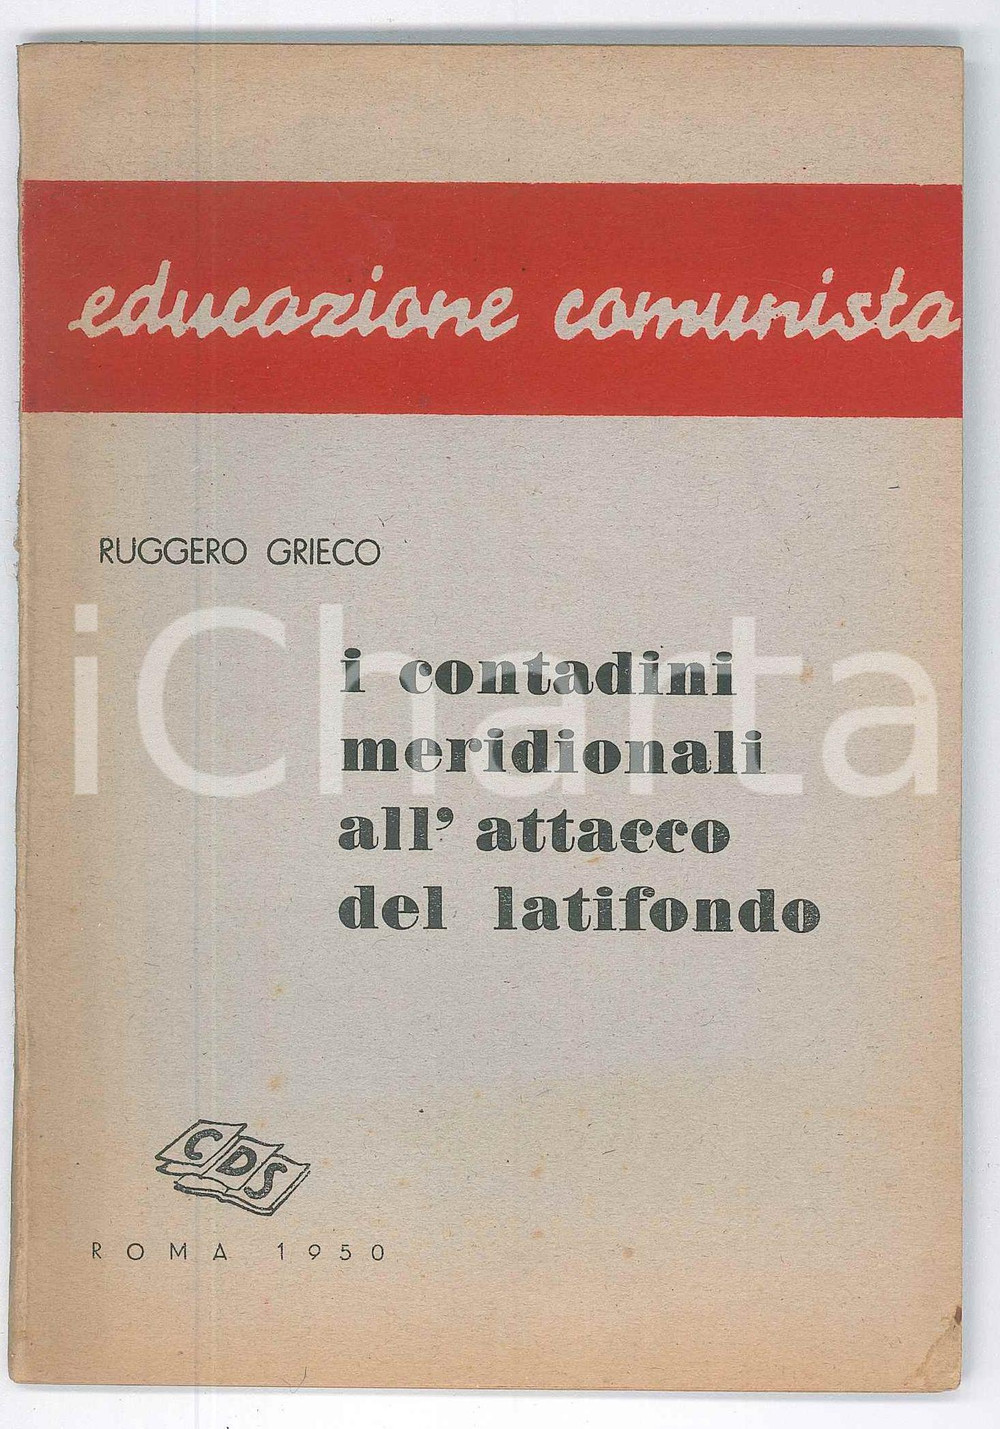 educazione comunista
RUGGERO GRIECO
i contadini
meridionali
all' attacco
del latifondo
iCharta
CDS
ROMA 1950